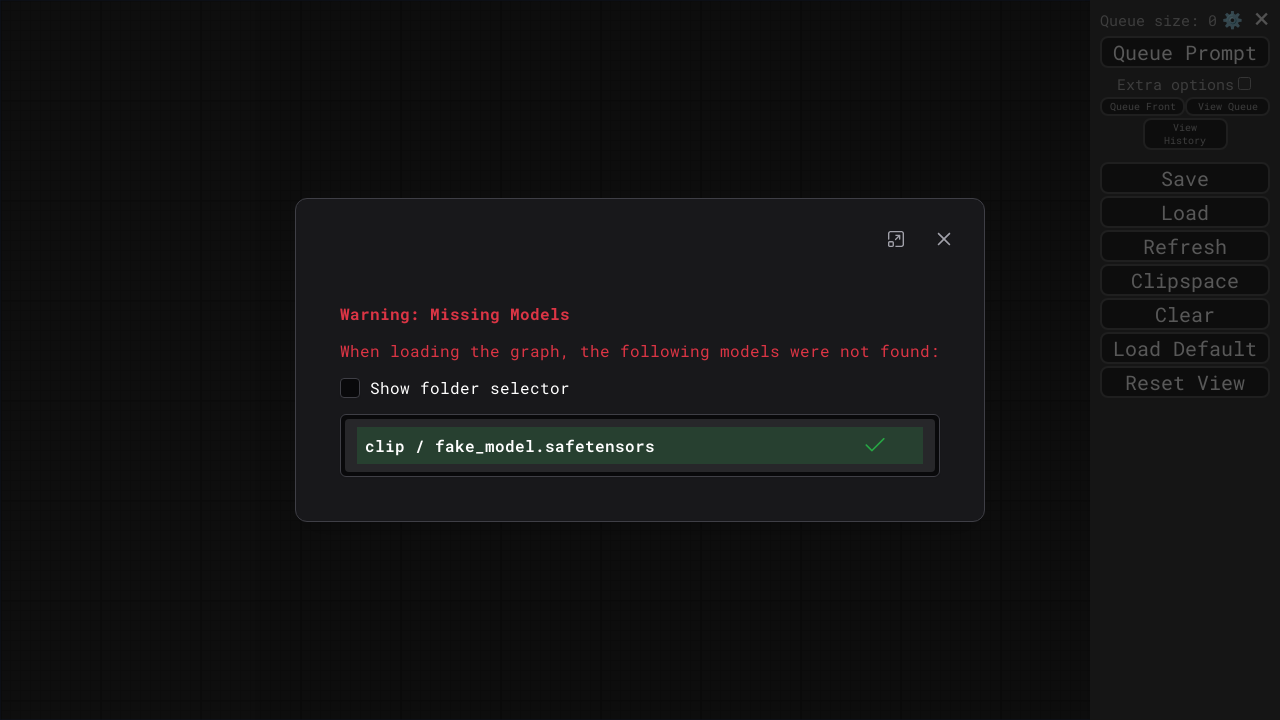 Queue size: 0
Queue Prompt
Extra options
Queue Front
View Queue
View
History
Save
Load
Refresh
Clipspace
Clear
Load Default
Reset View
Warning: Missing Models
When loading the graph, the following models were not found:
Show folder selector
clip / fake_model.safetensors